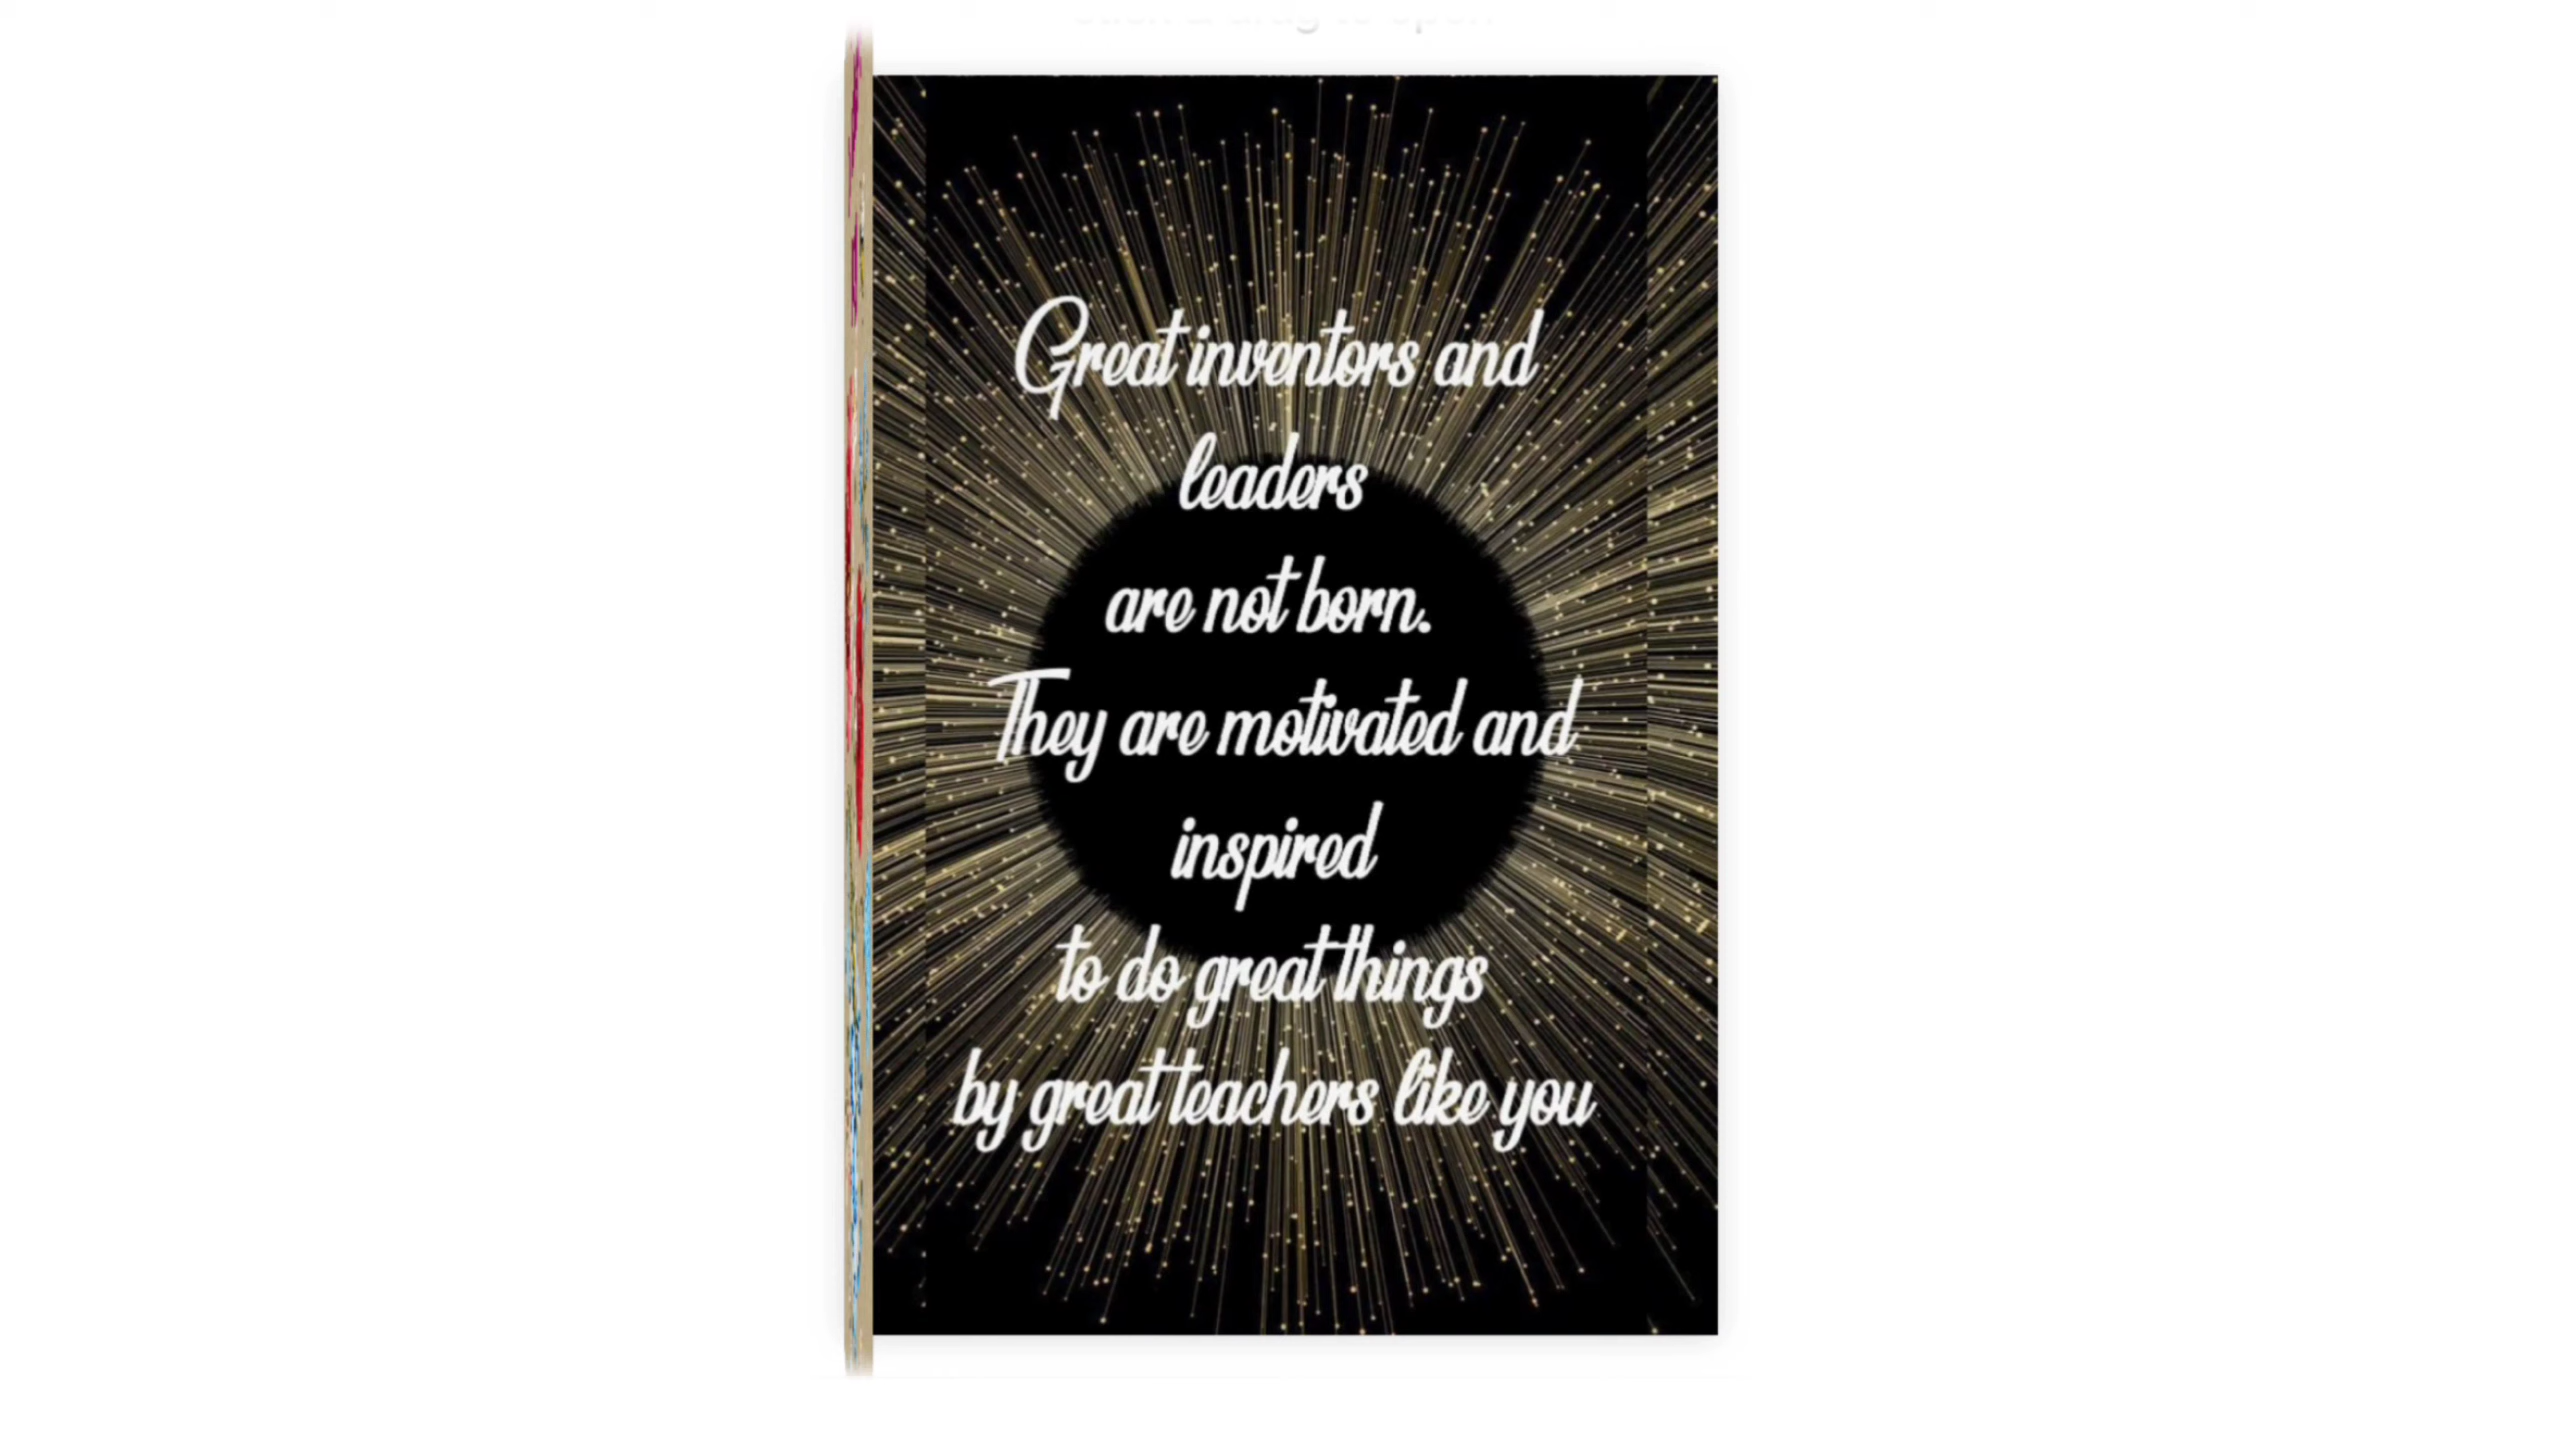 Great inventors and
leaders
are not born.
They are motivated and
inspired
to do great things
by great teachers like you